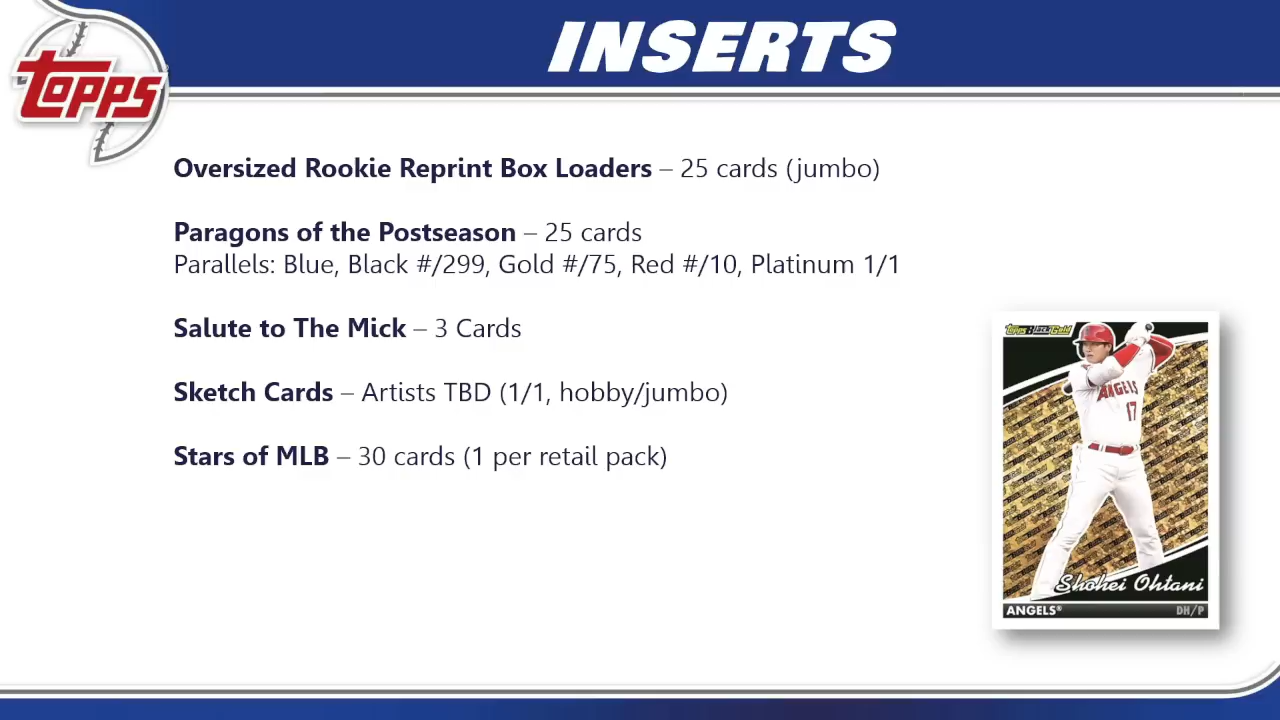 INSERTS
topps
Oversized Rookie Reprint Box Loaders – 25 cards (jumbo)
Paragons of the Postseason – 25 cards
Parallels: Blue, Black #/299, Gold #/75, Red #/10, Platinum 1/1
Salute to The Mick – 3 Cards
Sketch Cards – Artists TBD (1/1, hobby/jumbo)
Stars of MLB – 30 cards (1 per retail pack)
Topps Black Gold
ANGELS
17
Shohei Ohtani
ANGELS® DH/P